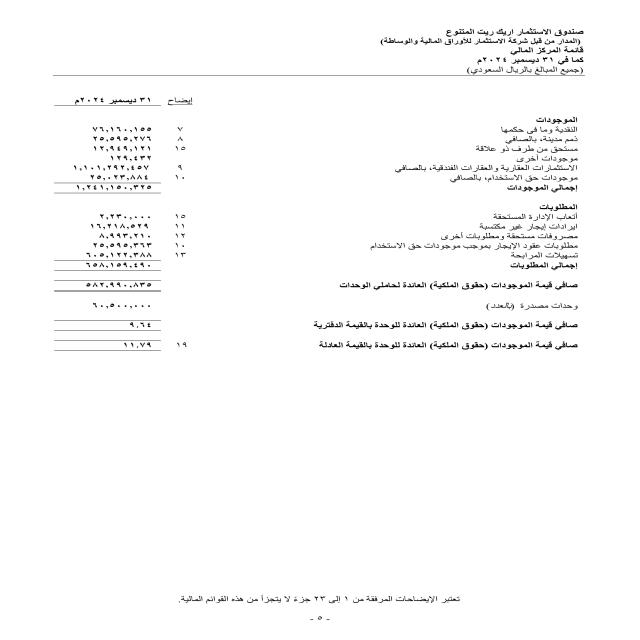 صندوق الاستثمار اريك ريت المتنوع
(المدار من قبل شركة الاستثمار للأوراق المالية والوساطة)
قائمة المركز المالي
كما في ٣١ ديسمبر ٢٠٢٤م
(جميع المبالغ بالريال السعودي)
إيضاح ٣١ ديسمبر ٢٠٢٤م
الموجودات
النقدية وما في حكمها ٧ ٧٦,١٦٠,١٥٥
ذمم مدينة، بالصافي ٨ ٢٥,٥٩٥,٢٧٦
مستحق من طرف ذو علاقة ١٥ ١٢,٩٤٩,١٢١
موجودات أخرى ١٢٩,٤٣٢
الاستثمارات العقارية والعقارات الفندقية، بالصافي ٩ ١,١٠١,٢٩٢,٤٥٧
موجودات حق الاستخدام، بالصافي ١٠ ٢٥,٠٢٣,٨٨٤
إجمالي الموجودات ١,٢٤١,١٥٠,٣٢٥
المطلوبات
أتعاب الإدارة المستحقة ١٥ ٢,٢٣٠,٠٠٠
ايرادات إيجار غير مكتسبة ١١ ١٦,٢١٨,٥٢٩
مصروفات مستحقة ومطلوبات أخرى ١٢ ٨,٩٩٣,٢١٠
مطلوبات عقود الإيجار بموجب موجودات حق الاستخدام ١٠ ٢٥,٥٩٥,٣٦٣
تسهيلات المرابحة ١٣ ٦٠٥,١٢٢,٣٨٨
إجمالي المطلوبات ٦٥٨,١٥٩,٤٩٠
صافي قيمة الموجودات (حقوق الملكية) العائدة لحاملي الوحدات ٥٨٢,٩٩٠,٨٣٥
وحدات مصدرة (بالعدد) ٦٠,٥٠٠,٠٠٠
صافي قيمة الموجودات (حقوق الملكية) العائدة للوحدة بالقيمة الدفترية ٩,٦٤
صافي قيمة الموجودات (حقوق الملكية) العائدة للوحدة بالقيمة العادلة ١٩ ١١,٧٩
تعتبر الإيضاحات المرفقة من ١ إلى ٢٣ جزءً لا يتجزأ من هذه القوائم المالية.
- ٥ -